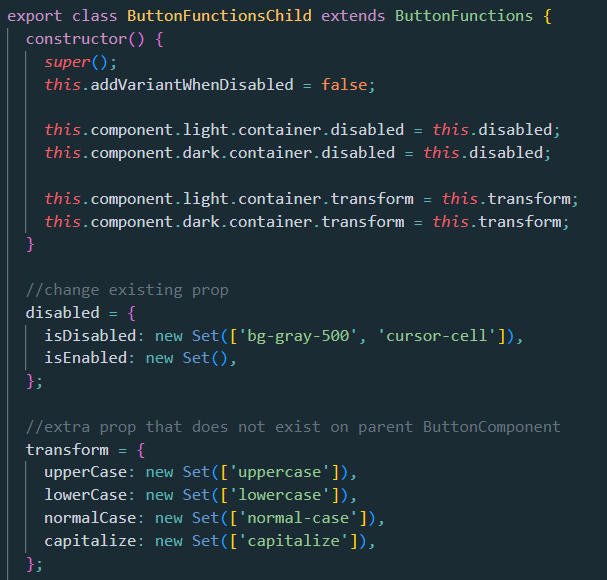 export class ButtonFunctionsChild extends ButtonFunctions {
  constructor() {
    super();
    this.addVariantWhenDisabled = false;

    this.component.light.container.disabled = this.disabled;
    this.component.dark.container.disabled = this.disabled;

    this.component.light.container.transform = this.transform;
    this.component.dark.container.transform = this.transform;
  }

  //change existing prop
  disabled = {
    isDisabled: new Set(['bg-gray-500', 'cursor-cell']),
    isEnabled: new Set(),
  };

  //extra prop that does not exist on parent ButtonComponent
  transform = {
    upperCase: new Set(['uppercase']),
    lowerCase: new Set(['lowercase']),
    normalCase: new Set(['normal-case']),
    capitalize: new Set(['capitalize']),
  };